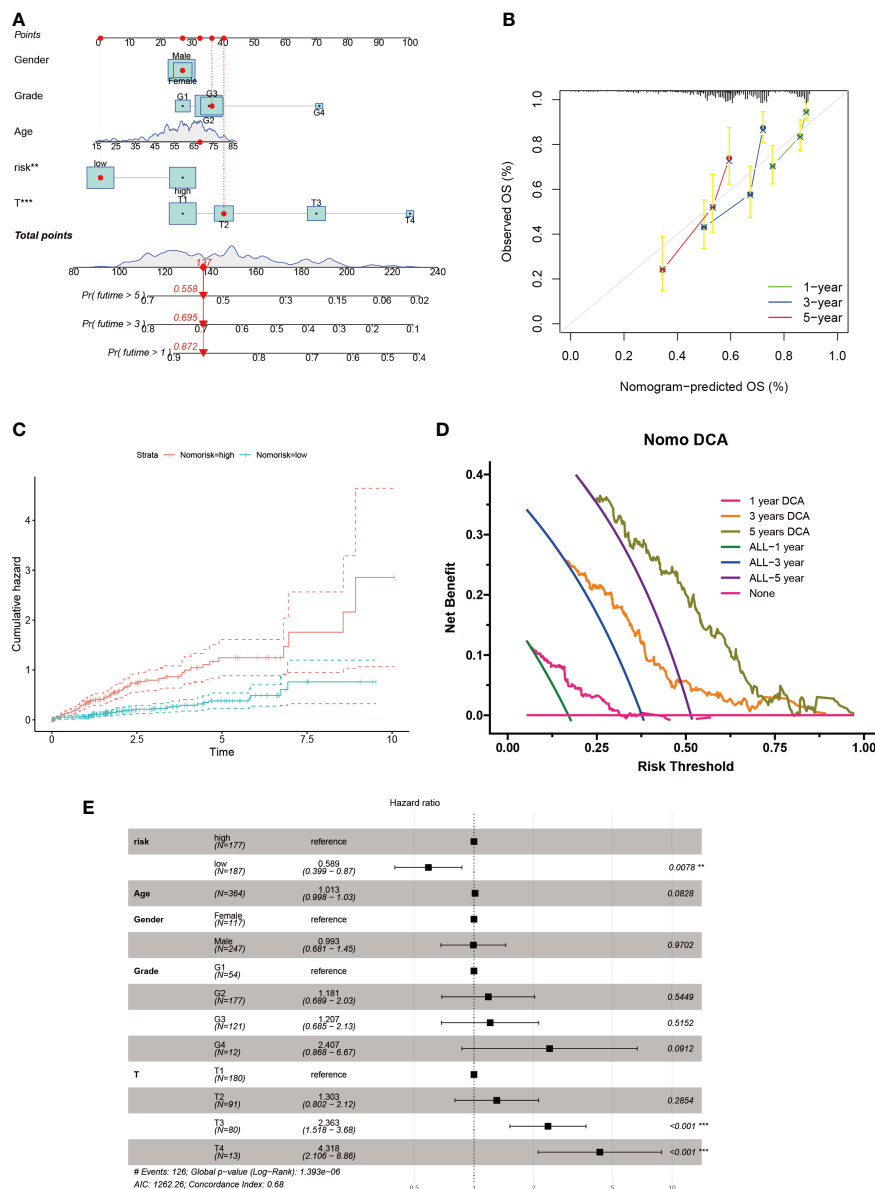 A
Points
0 10 20 30 40 50 60 70 80 90 100
Gender
Male
Female
Grade
G1
G3
G2
G4
Age
15 25 35 45 55 65 75 85
risk**
low
high
T***
T1
T2
T3
T4
Total points
137
80 100 120 140 160 180 200 220 240
0.558
Pr( futime > 5)
0.7 0.5 0.3 0.15 0.06 0.02
0.695
Pr( futime > 3)
0.8 0.7 0.6 0.5 0.4 0.3 0.2 0.1
0.872
Pr( futime > 1)
0.9 0.8 0.7 0.6 0.5 0.4
B
Observed OS (%)
1.0
0.8
0.6
0.4
0.2
0.0
1−year
3−year
5−year
0.0 0.2 0.4 0.6 0.8 1.0
Nomogram−predicted OS (%)
C
Strata Nomorisk=high Nomorisk=low
Cumulative hazard
4
3
2
1
0
0 2.5 5.0 7.5 10
Time
D
Nomo DCA
Net Benefit
0.4
0.3
0.2
0.1
0.0
1 year DCA
3 years DCA
5 years DCA
ALL−1 year
ALL−3 year
ALL−5 year
None
0.00 0.25 0.50 0.75 1.00
Risk Threshold
E
Hazard ratio
risk high (N=177) reference
low (N=187) 0.589 (0.399 − 0.87) 0.0078 **
Age (N=364) 1.013 (0.998 − 1.03) 0.0828
Gender Female (N=117) reference
Male (N=247) 0.993 (0.681 − 1.45) 0.9702
Grade G1 (N=54) reference
G2 (N=177) 1.181 (0.689 − 2.03) 0.5449
G3 (N=121) 1.207 (0.685 − 2.13) 0.5152
G4 (N=12) 2.407 (0.868 − 6.67) 0.0912
T T1 (N=180) reference
T2 (N=91) 1.303 (0.802 − 2.12) 0.2854
T3 (N=80) 2.363 (1.518 − 3.68) <0.001 ***
T4 (N=13) 4.318 (2.106 − 8.86) <0.001 ***
# Events: 126; Global p−value (Log−Rank): 1.393e−06
AIC: 1262.26; Concordance Index: 0.68
0.5 1 2 5 10